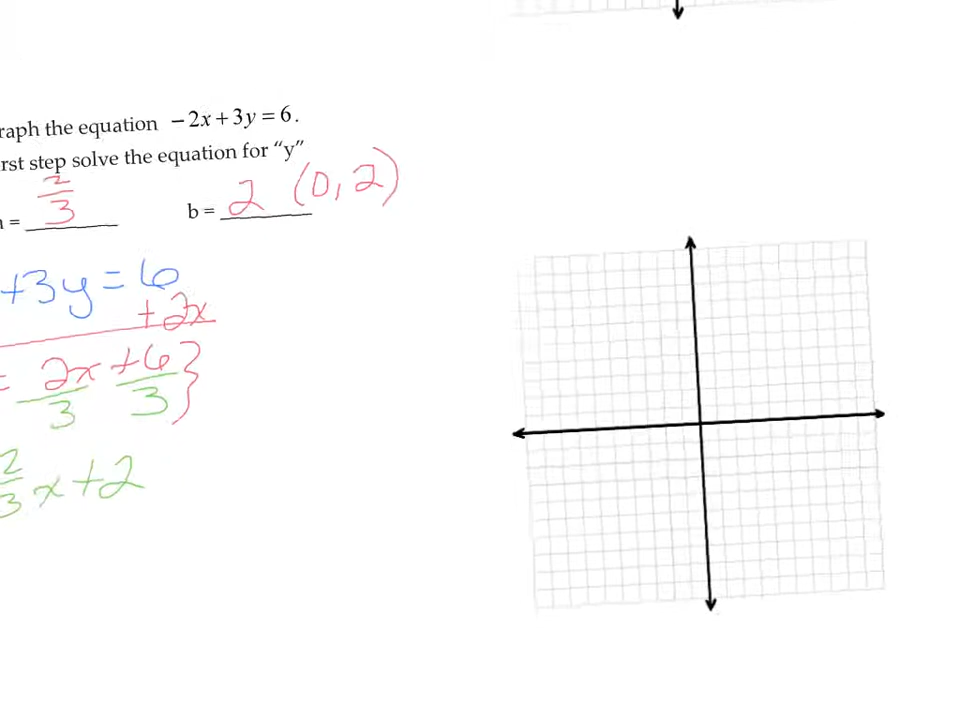 raph the equation −2x + 3y = 6.
rst step solve the equation for “y”
= 2/3 b = 2 (0, 2)
+3y = 6
+2x
= 2x/3 + 6/3 }
2/3 x + 2